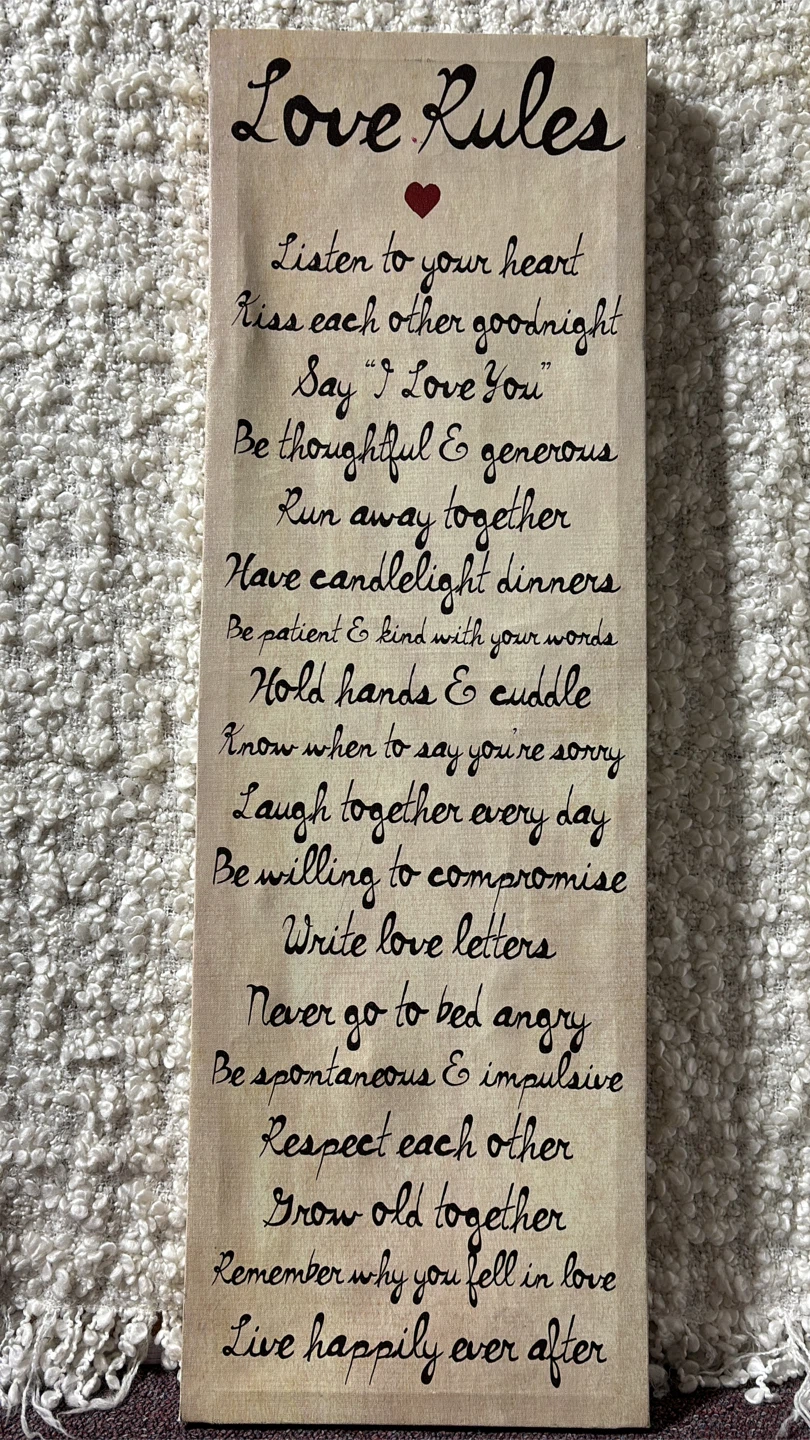 Love Rules
Listen to your heart
Kiss each other goodnight
Say "I Love You"
Be thoughtful & generous
Run away together
Have candlelight dinners
Be patient & kind with your words
Hold hands & cuddle
Know when to say you're sorry
Laugh together every day
Be willing to compromise
Write love letters
Never go to bed angry
Be spontaneous & impulsive
Respect each other
Grow old together
Remember why you fell in love
Live happily ever after